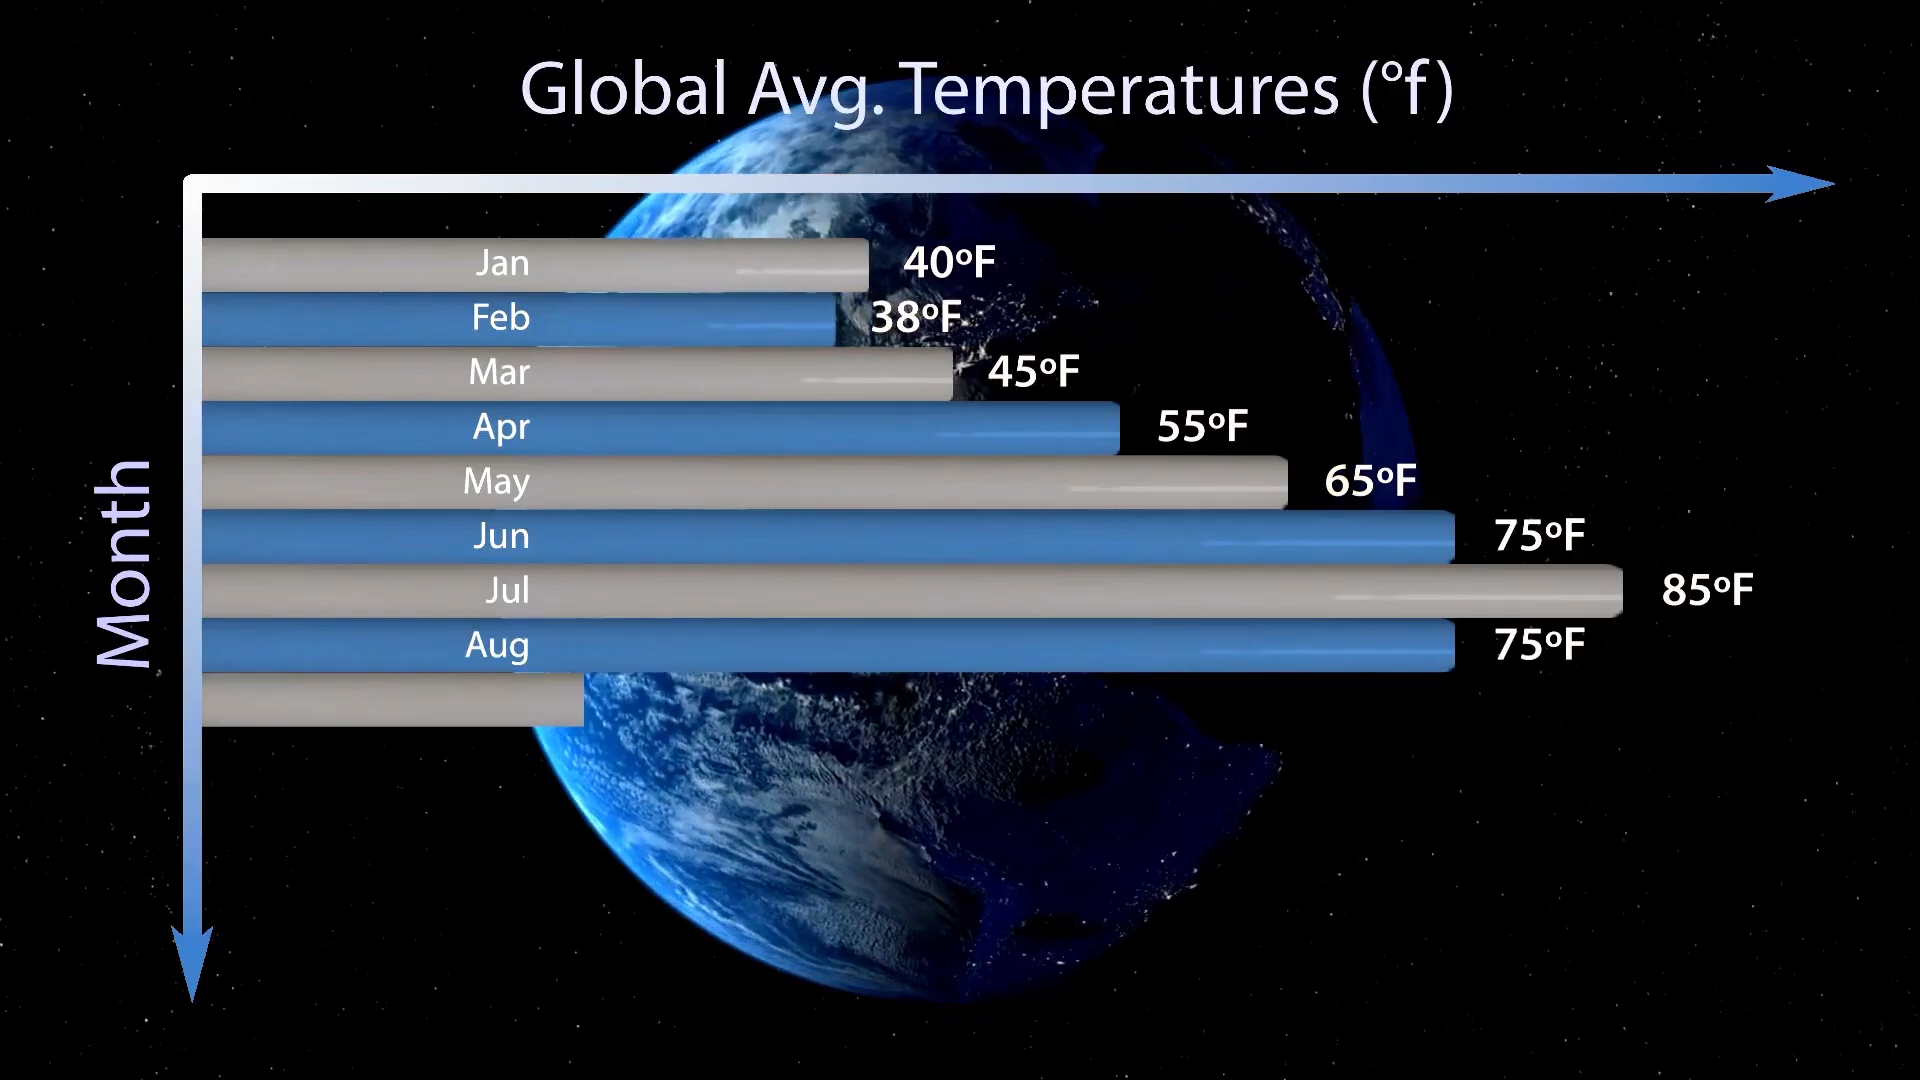 Global Avg. Temperatures (°f)
Jan 40ºF
Feb 38ºF
Mar 45ºF
Apr 55ºF
May 65ºF
Jun 75ºF
Jul 85ºF
Aug 75ºF
Month